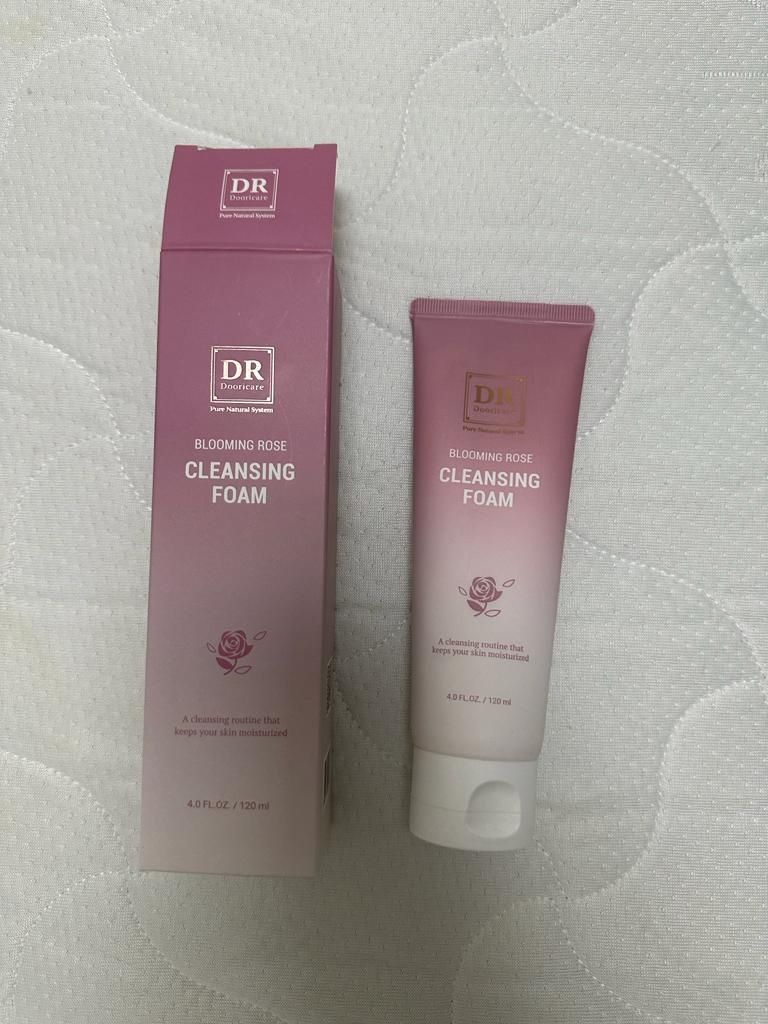 DR
Dooricare
Pure Natural System
DR
Dooricare
Pure Natural System
BLOOMING ROSE
CLEANSING
FOAM
A cleansing routine that
keeps your skin moisturized
4.0 FL.OZ. / 120 ml
DR
Dooricare
Pure Natural System
BLOOMING ROSE
CLEANSING
FOAM
A cleansing routine that
keeps your skin moisturized
4.0 FL.OZ. / 120 ml